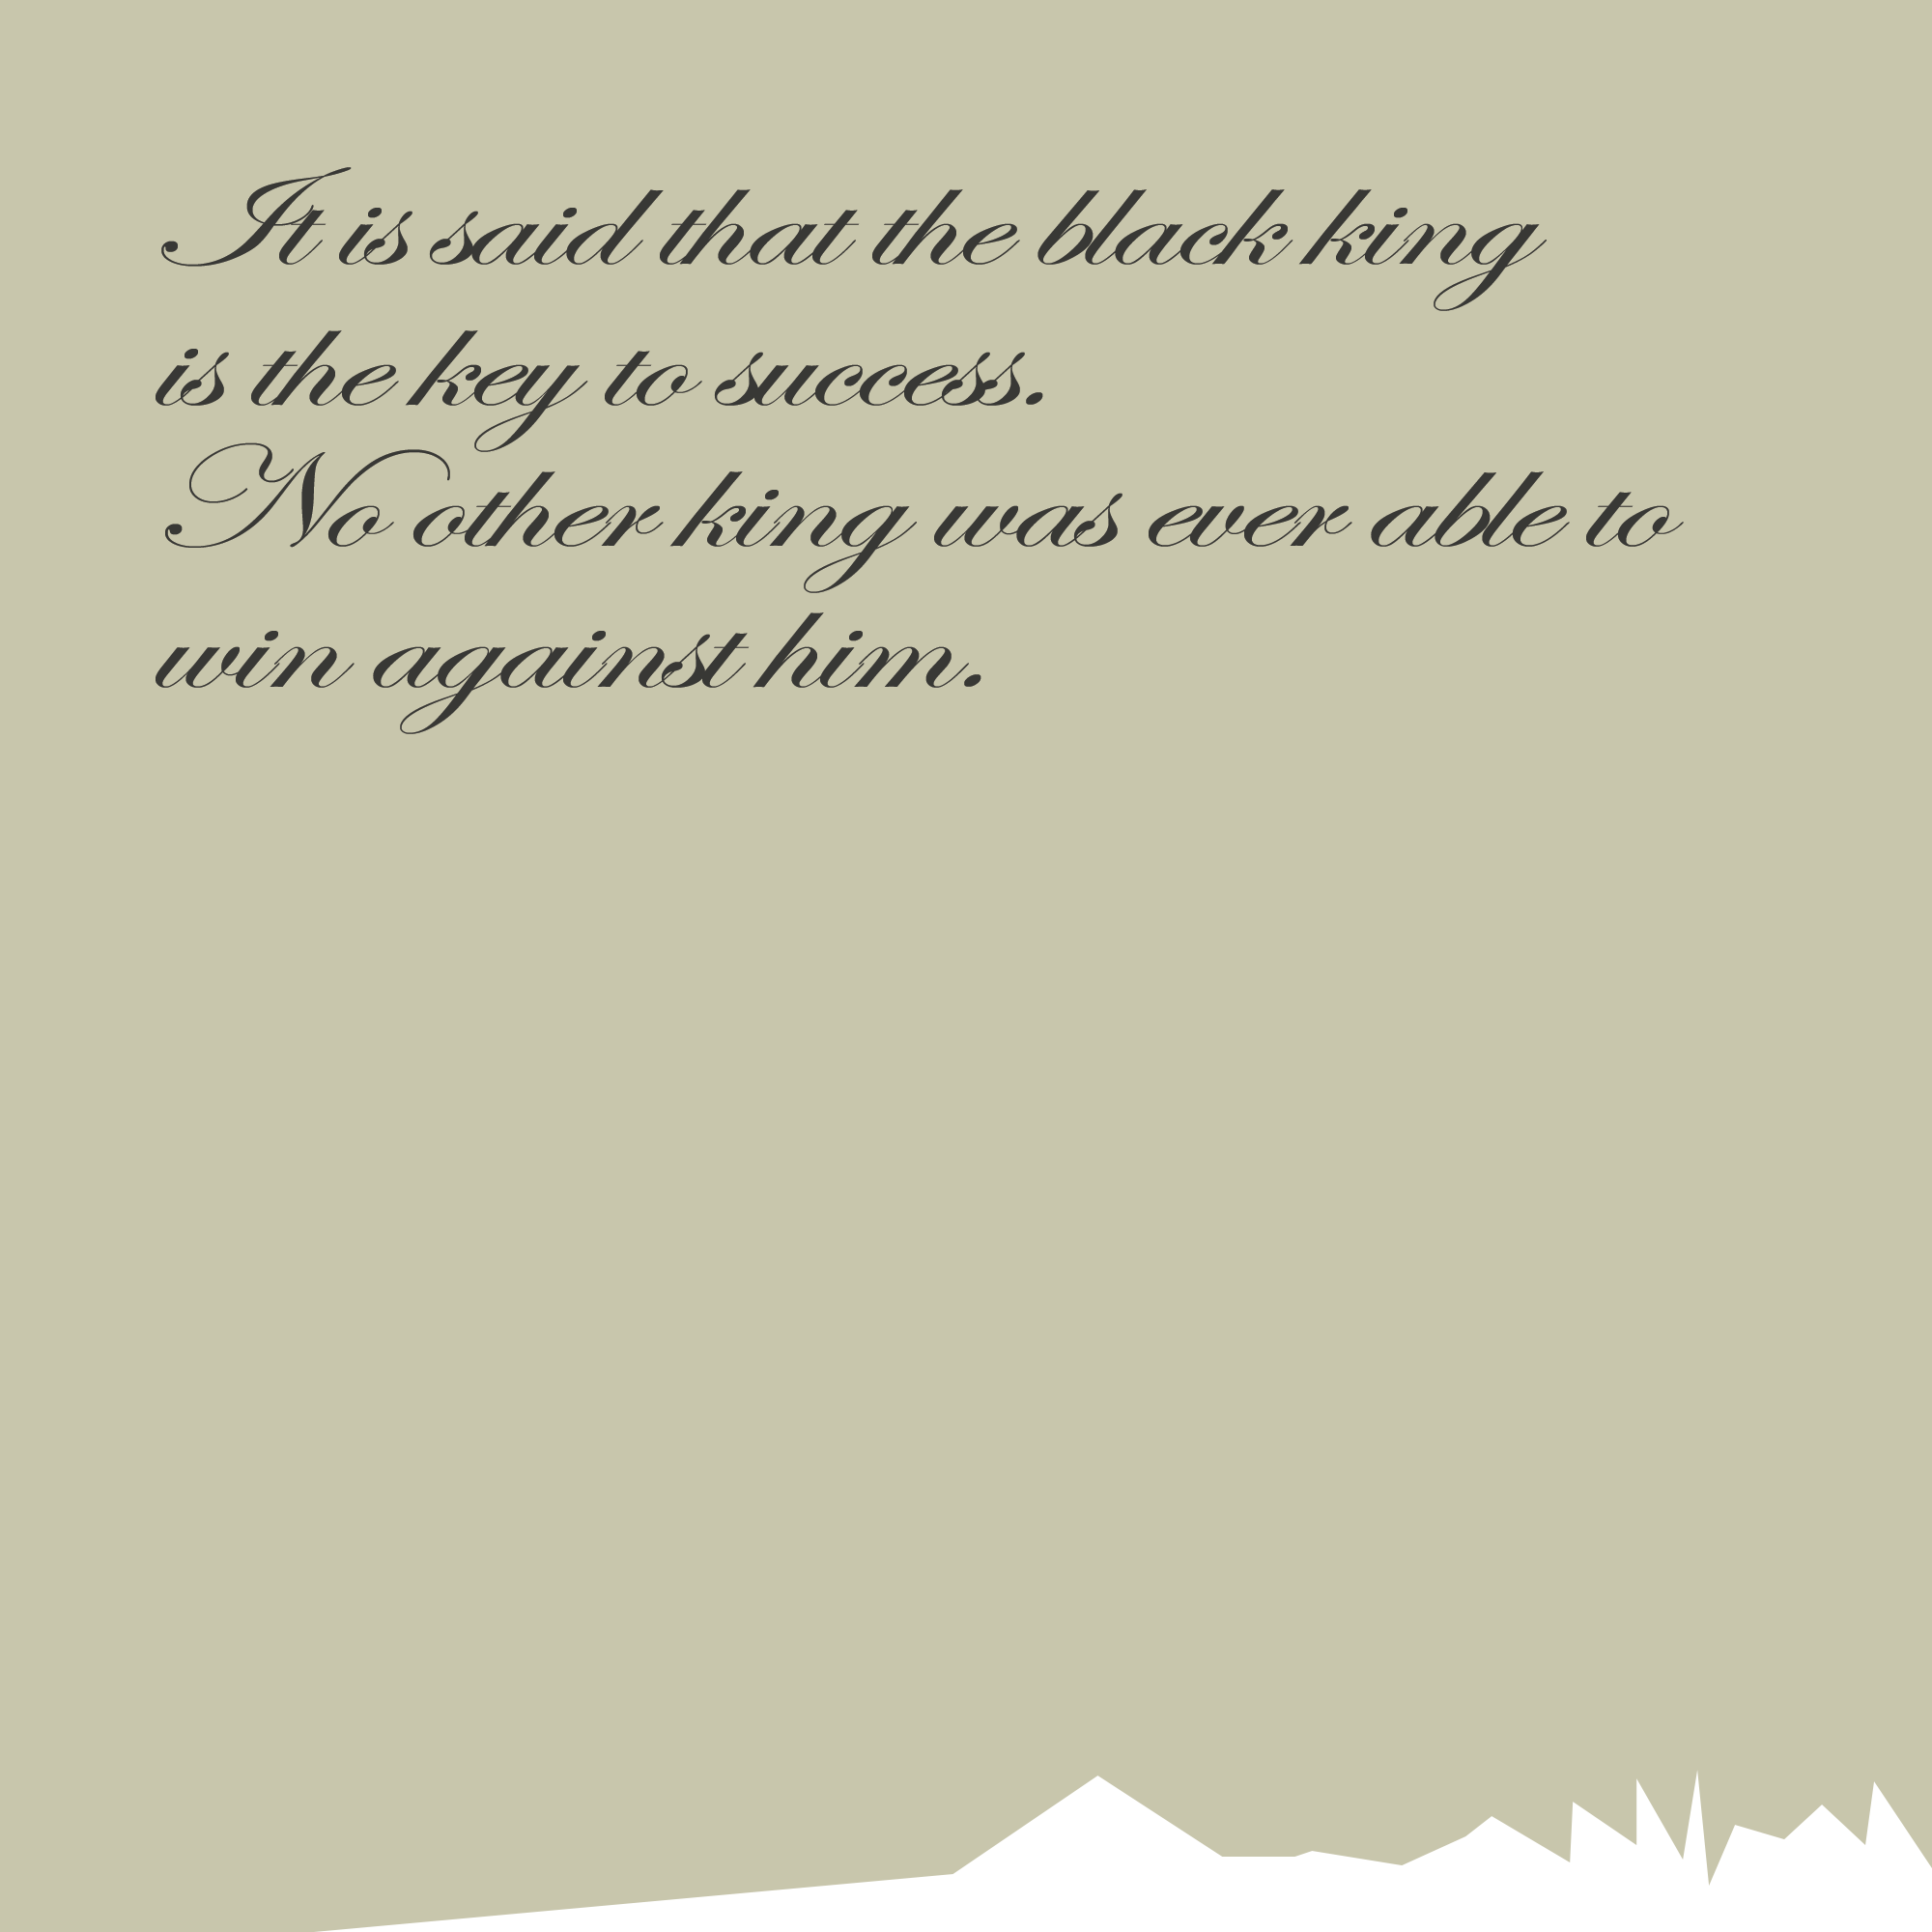 It is said that the black king
is the key to success.
No other king was ever able to
win against him.